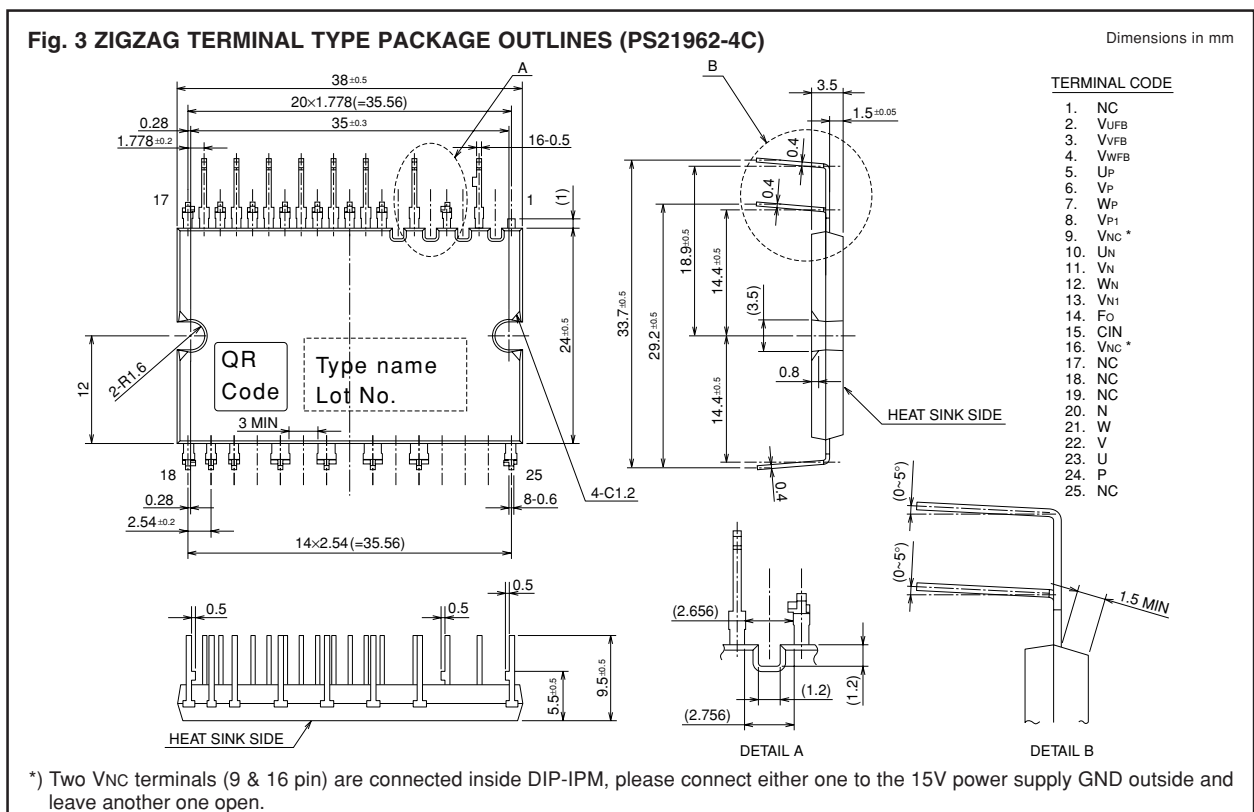 Fig. 3 ZIGZAG TERMINAL TYPE PACKAGE OUTLINES (PS21962-4C)
Dimensions in mm
A
38±0.5
20×1.778(=35.56)
0.28
35±0.3
1.778±0.2
16-0.5
17
1
(1)
QR
Code
Type name
Lot No.
2-R1.6
12
24±0.5
3 MIN
18
25
0.28
8-0.6
4-C1.2
2.54±0.2
14×2.54(=35.56)
B
3.5
1.5±0.05
0.4
0.4
33.7±0.5
29.2±0.5
18.9±0.5
14.4±0.5
(3.5)
0.8
14.4±0.5
HEAT SINK SIDE
0.4
TERMINAL CODE
1. NC
2. VUFB
3. VVFB
4. VWFB
5. UP
6. VP
7. WP
8. VP1
9. VNC *
10. UN
11. VN
12. WN
13. VN1
14. FO
15. CIN
16. VNC *
17. NC
18. NC
19. NC
20. N
21. W
22. V
23. U
24. P
25. NC
0.5
0.5
0.5
5.5±0.5
9.5±0.5
HEAT SINK SIDE
(2.656)
(1.2)
(1.2)
(2.756)
DETAIL A
(0~5°)
(0~5°)
1.5 MIN
DETAIL B
*) Two VNC terminals (9 & 16 pin) are connected inside DIP-IPM, please connect either one to the 15V power supply GND outside and
leave another one open.